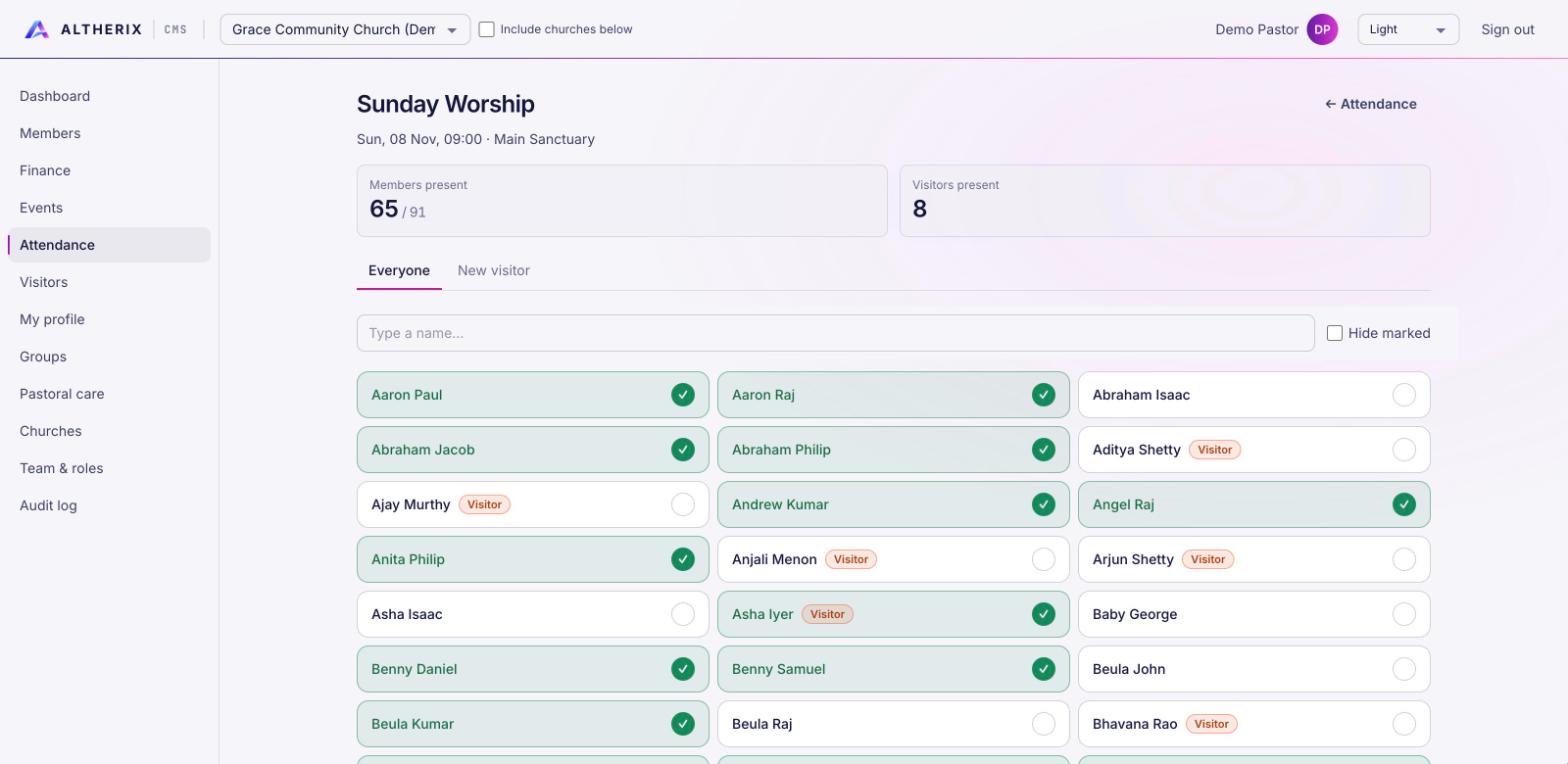 ALTHERIX CMS Grace Community Church (Dem Include churches below Demo Pastor DP Light Sign out
Dashboard
Members
Finance
Events
Attendance
Visitors
My profile
Groups
Pastoral care
Churches
Team & roles
Audit log
Sunday Worship ← Attendance
Sun, 08 Nov, 09:00 · Main Sanctuary
Members present Visitors present
65 / 91 8
Everyone New visitor
Type a name... Hide marked
Aaron Paul Aaron Raj Abraham Isaac
Abraham Jacob Abraham Philip Aditya Shetty Visitor
Ajay Murthy Visitor Andrew Kumar Angel Raj
Anita Philip Anjali Menon Visitor Arjun Shetty Visitor
Asha Isaac Asha Iyer Visitor Baby George
Benny Daniel Benny Samuel Beula John
Beula Kumar Beula Raj Bhavana Rao Visitor